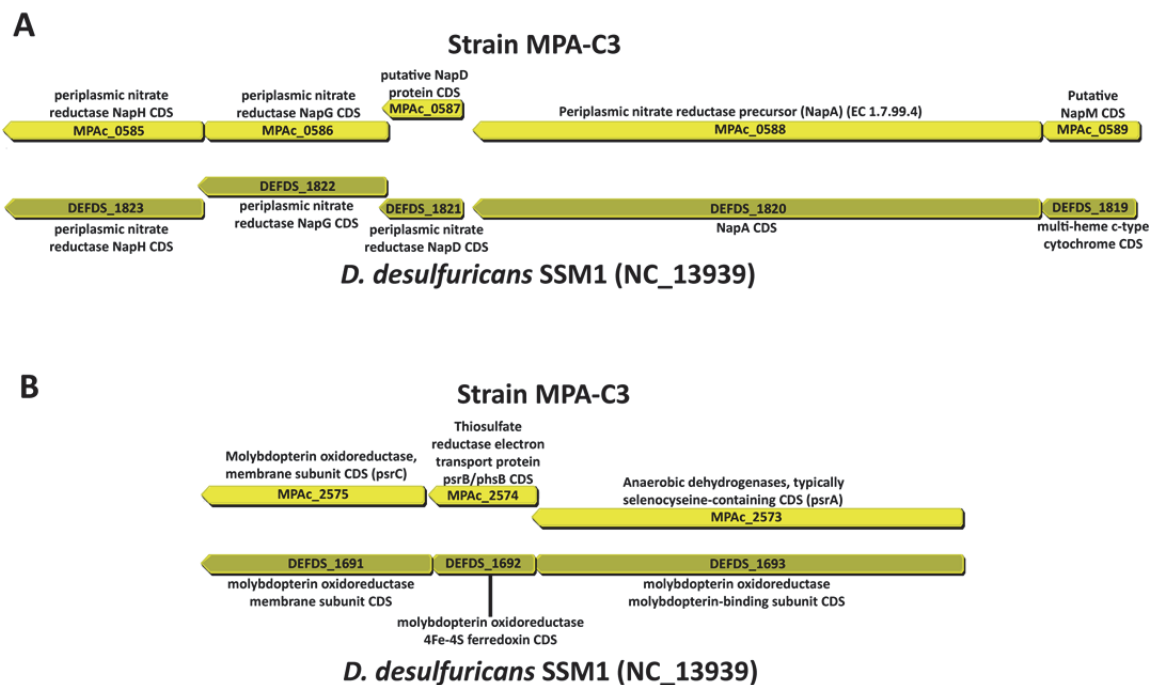 A
Strain MPA-C3
periplasmic nitrate
reductase NapH CDS
MPAc_0585
periplasmic nitrate
reductase NapG CDS
MPAc_0586
putative NapD
protein CDS
MPAc_0587
Periplasmic nitrate reductase precursor (NapA) (EC 1.7.99.4)
MPAc_0588
Putative
NapM CDS
MPAc_0589
DEFDS_1823
periplasmic nitrate
reductase NapH CDS
DEFDS_1822
periplasmic nitrate
reductase NapG CDS
DEFDS_1821
periplasmic nitrate
reductase NapD CDS
DEFDS_1820
NapA CDS
DEFDS_1819
multi-heme c-type
cytochrome CDS
D. desulfuricans SSM1 (NC_13939)
B
Strain MPA-C3
Molybdopterin oxidoreductase,
membrane subunit CDS (psrC)
MPAc_2575
Thiosulfate
reductase electron
transport protein
psrB/phsB CDS
MPAc_2574
Anaerobic dehydrogenases, typically
selenocyseine-containing CDS (psrA)
MPAc_2573
DEFDS_1691
molybdopterin oxidoreductase
membrane subunit CDS
DEFDS_1692
molybdopterin oxidoreductase
4Fe-4S ferredoxin CDS
DEFDS_1693
molybdopterin oxidoreductase
molybdopterin-binding subunit CDS
D. desulfuricans SSM1 (NC_13939)